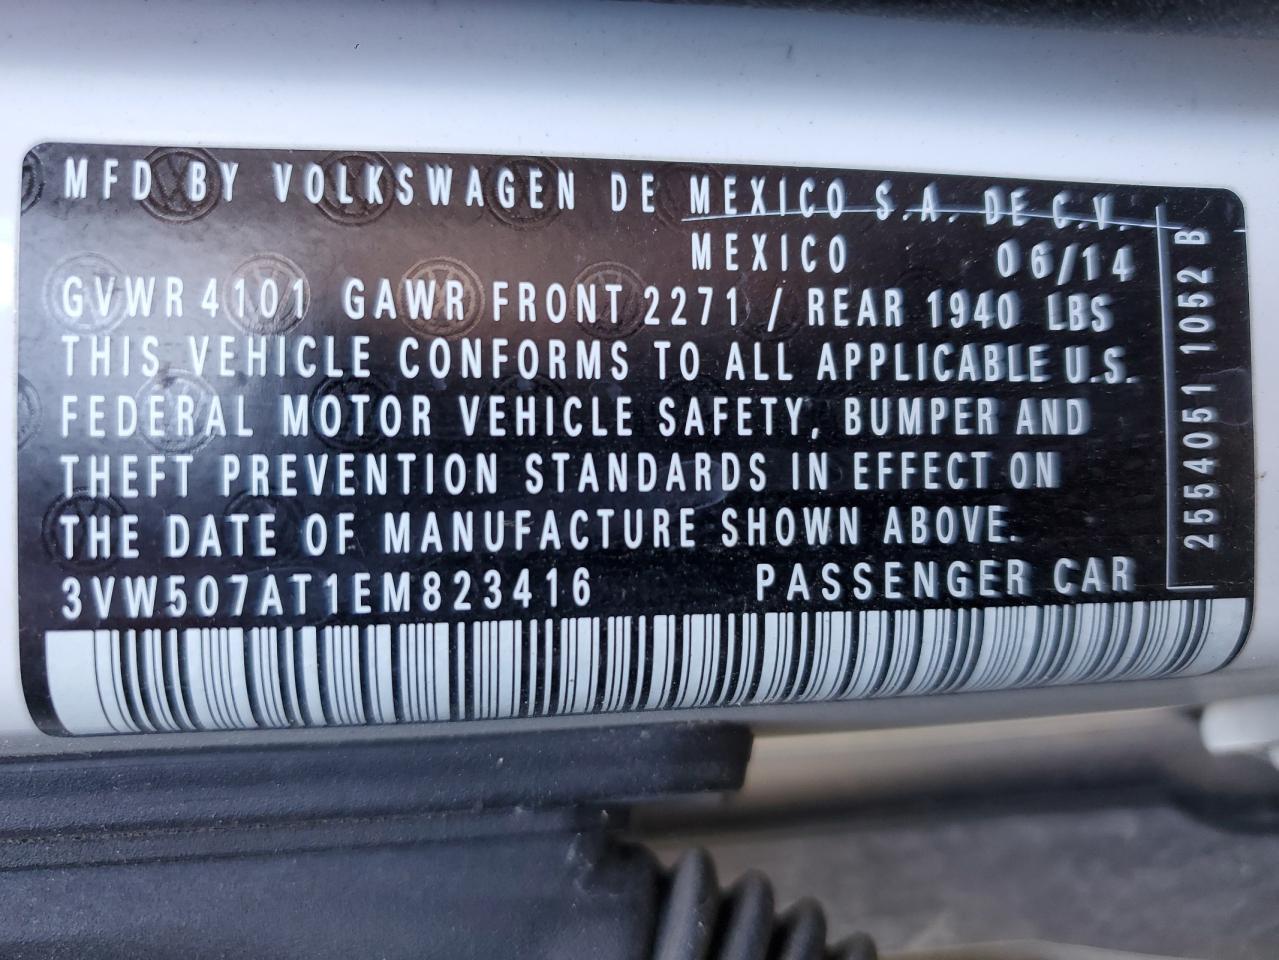 MFD BY VOLKSWAGEN DE MEXICO S.A. DE C.V.
MEXICO 06/14
GVWR 4101 GAWR FRONT 2271 / REAR 1940 LBS
THIS VEHICLE CONFORMS TO ALL APPLICABLE U.S.
FEDERAL MOTOR VEHICLE SAFETY, BUMPER AND
THEFT PREVENTION STANDARDS IN EFFECT ON
THE DATE OF MANUFACTURE SHOWN ABOVE.
3VW507AT1EM823416 PASSENGER CAR
2554051 1052 B